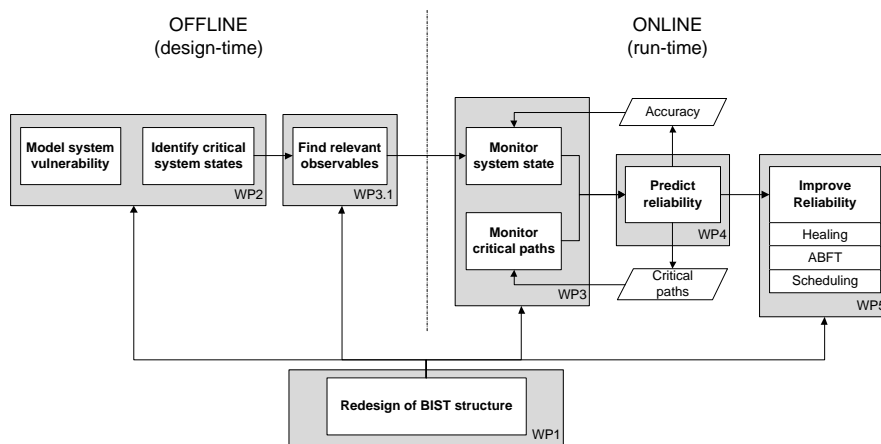 OFFLINE
(design-time)
ONLINE
(run-time)
Model system
vulnerability
Identify critical
system states
WP2
Find relevant
observables
WP3.1
Monitor
system state
Monitor
critical paths
WP3
Accuracy
Predict
reliability
WP4
Critical
paths
Improve
Reliability
Healing
ABFT
Scheduling
WP5
Redesign of BIST structure
WP1